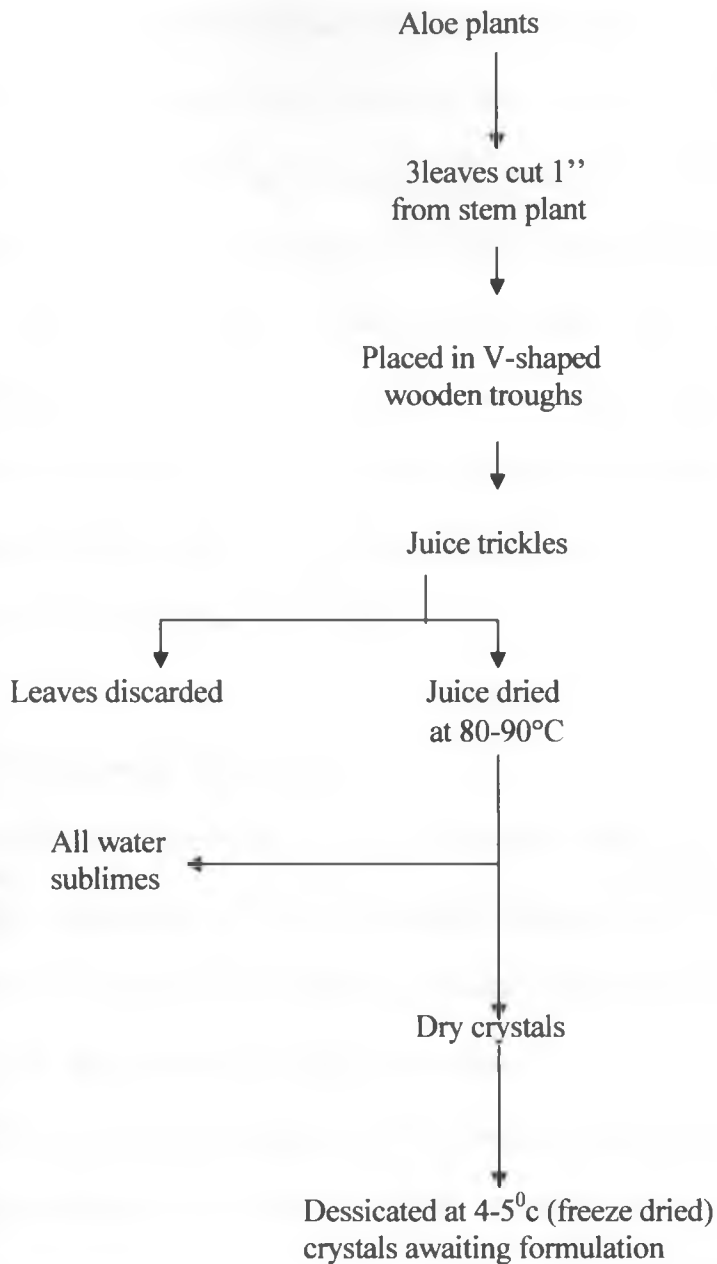 Aloe plants
3leaves cut 1’’
from stem plant
Placed in V-shaped
wooden troughs
Juice trickles
Leaves discarded
Juice dried
at 80-90°C
All water
sublimes
Dry crystals
Dessicated at 4-5⁰c (freeze dried)
crystals awaiting formulation